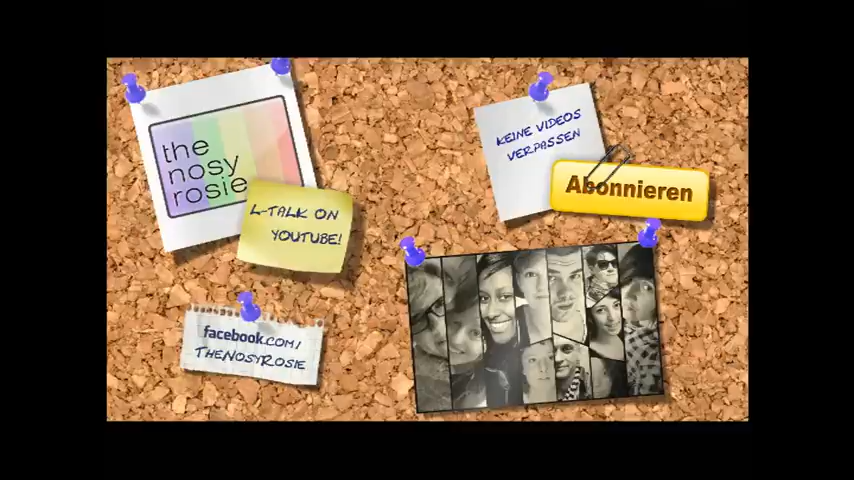 the
nosy
rosie
L-TALK ON
YOUTUBE!
KEINE VIDEOS
VERPASSEN
Abonnieren
facebook.COM/
THENOSYROSIE